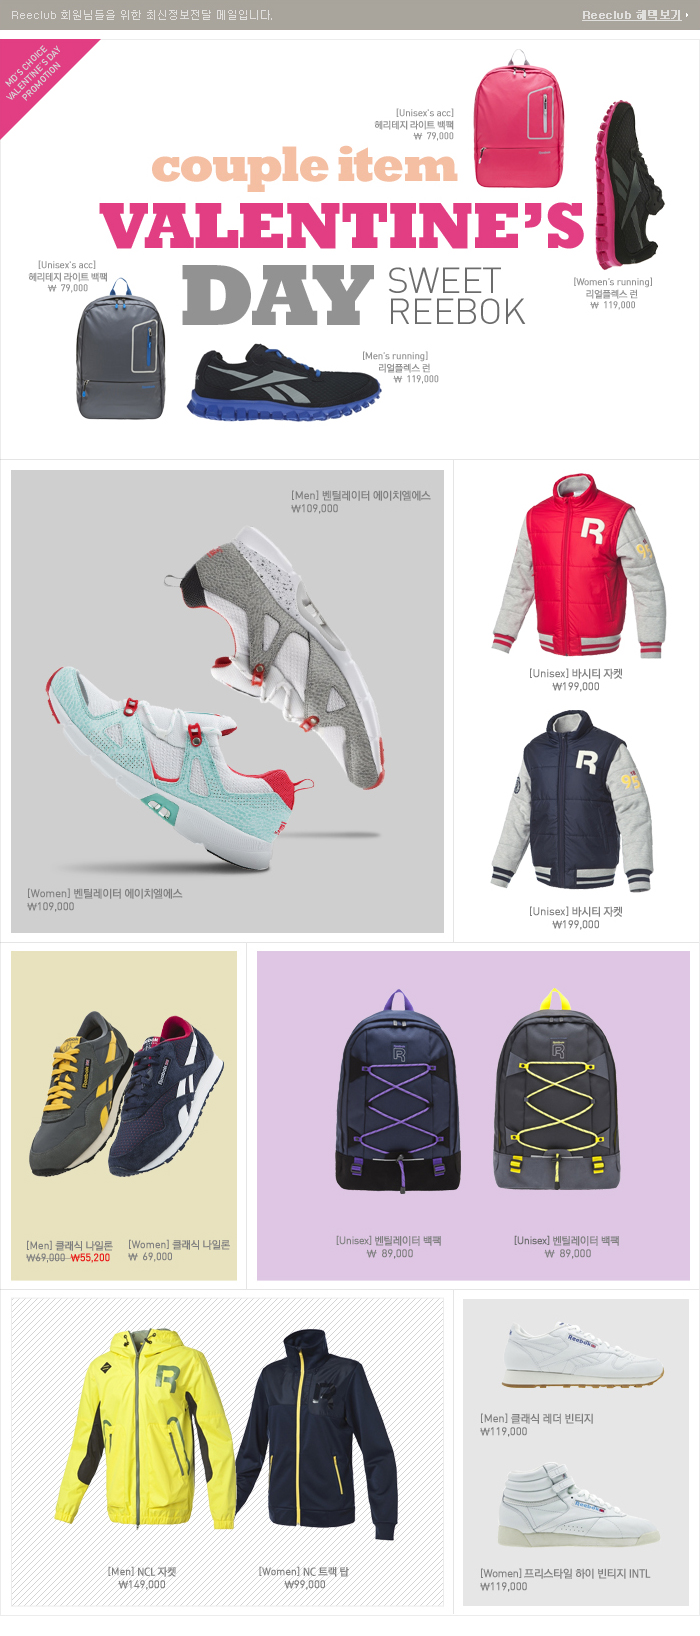 Reeclub 회원님들을 위한 최신정보전달 메일입니다.
Reeclub 혜택보기
MD'S CHOICE
VALENTINE'S DAY
PROMOTION
[Unisex's acc]
헤리테지 라이트 백팩
₩ 79,000
couple item
VALENTINE'S
DAY
SWEET
REEBOK
[Unisex's acc]
헤리테지 라이트 백팩
₩ 79,000
[Women's running]
리얼플렉스 런
₩ 119,000
[Men's running]
리얼플렉스 런
₩ 119,000
[Men] 벤틸레이터 에이치엘에스
₩109,000
[Women] 벤틸레이터 에이치엘에스
₩109,000
R
95
[Unisex] 바시티 자켓
₩199,000
R
95
[Unisex] 바시티 자켓
₩199,000
Reebok
Reebok
[Men] 클래식 나일론
₩69,000 ₩55,200
[Women] 클래식 나일론
₩ 69,000
[Unisex] 벤틸레이터 백팩
₩ 89,000
[Unisex] 벤틸레이터 백팩
₩ 89,000
R
R
[Men] NCL 자켓
₩149,000
[Women] NC 트랙 탑
₩99,000
Reebok
[Men] 클래식 레더 빈티지
₩119,000
Reebok
[Women] 프리스타일 하이 빈티지 INTL
₩119,000